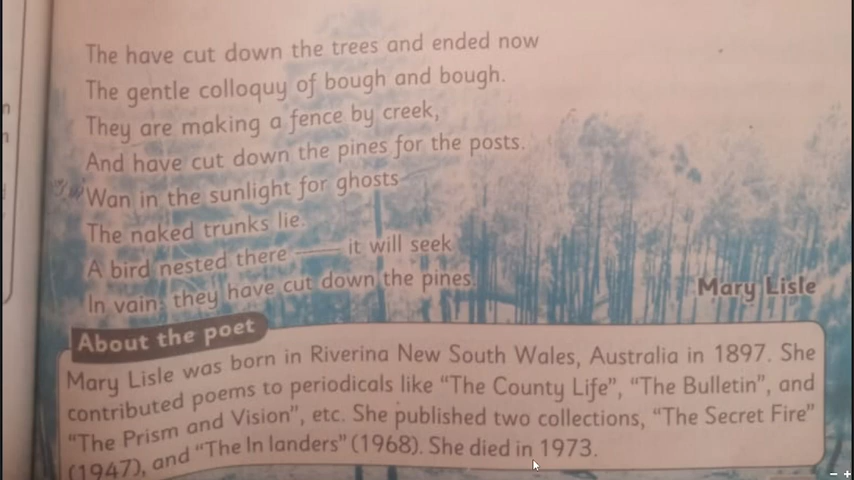 The have cut down the trees and ended now
The gentle colloquy of bough and bough.
They are making a fence by creek,
And have cut down the pines for the posts.
Wan in the sunlight for ghosts
The naked trunks lie.
A bird nested there —— it will seek
In vain; they have cut down the pines.
Mary Lisle
About the poet
Mary Lisle was born in Riverina New South Wales, Australia in 1897. She
contributed poems to periodicals like "The County Life", "The Bulletin", and
"The Prism and Vision", etc. She published two collections, "The Secret Fire"
(1947), and "The In landers" (1968). She died in 1973.